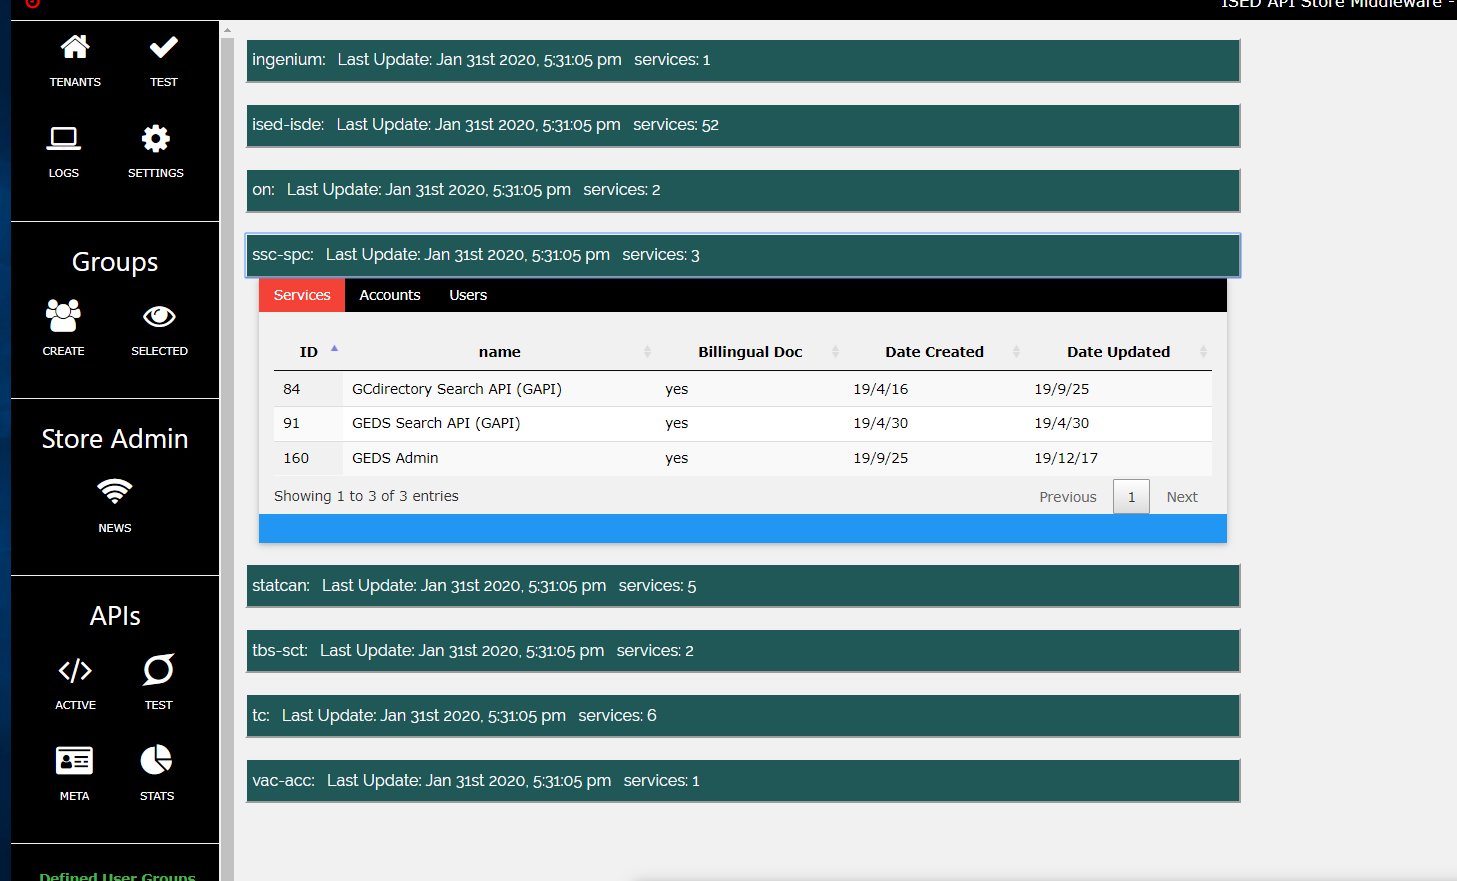 ISED API Store Middleware -
TENANTS TEST
LOGS SETTINGS
Groups
CREATE SELECTED
Store Admin
NEWS
APIs
ACTIVE TEST
META STATS
Defined User Groups
ingenium: Last Update: Jan 31st 2020, 5:31:05 pm services: 1
ised-isde: Last Update: Jan 31st 2020, 5:31:05 pm services: 52
on: Last Update: Jan 31st 2020, 5:31:05 pm services: 2
ssc-spc: Last Update: Jan 31st 2020, 5:31:05 pm services: 3
Services Accounts Users
ID name Billingual Doc Date Created Date Updated
84 GCdirectory Search API (GAPI) yes 19/4/16 19/9/25
91 GEDS Search API (GAPI) yes 19/4/30 19/4/30
160 GEDS Admin yes 19/9/25 19/12/17
Showing 1 to 3 of 3 entries Previous 1 Next
statcan: Last Update: Jan 31st 2020, 5:31:05 pm services: 5
tbs-sct: Last Update: Jan 31st 2020, 5:31:05 pm services: 2
tc: Last Update: Jan 31st 2020, 5:31:05 pm services: 6
vac-acc: Last Update: Jan 31st 2020, 5:31:05 pm services: 1